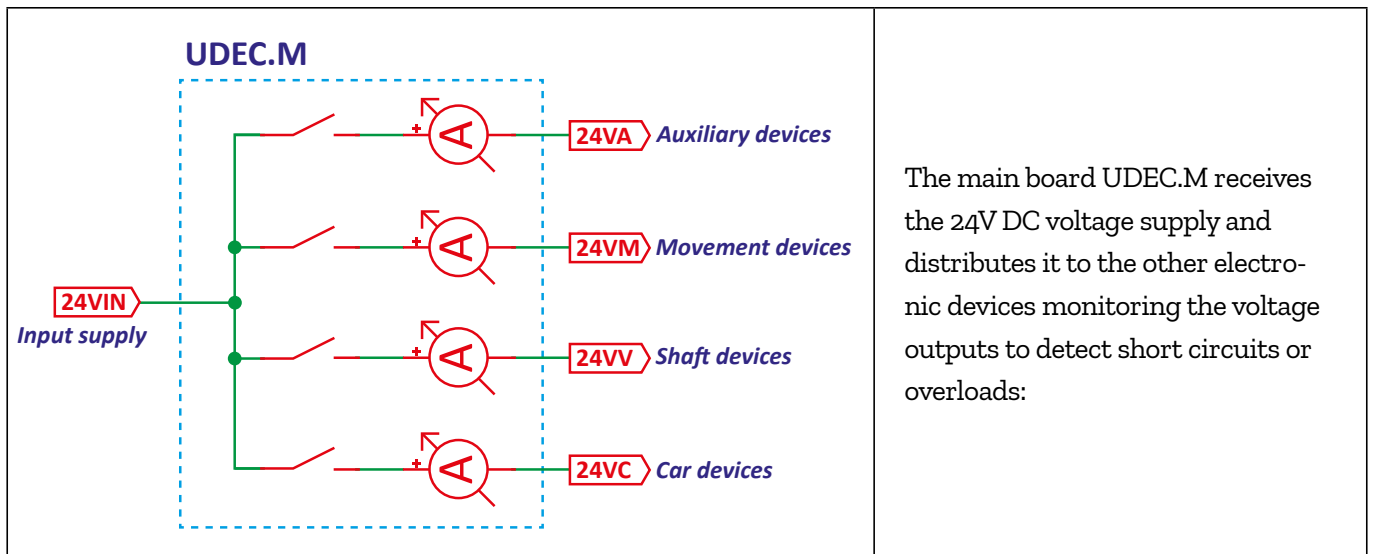 UDEC.M
+
A
24VA
Auxiliary devices
+
A
24VM
Movement devices
24VIN
Input supply
+
A
24VV
Shaft devices
+
A
24VC
Car devices
The main board UDEC.M receives
the 24V DC voltage supply and
distributes it to the other electro-
nic devices monitoring the voltage
outputs to detect short circuits or
overloads: